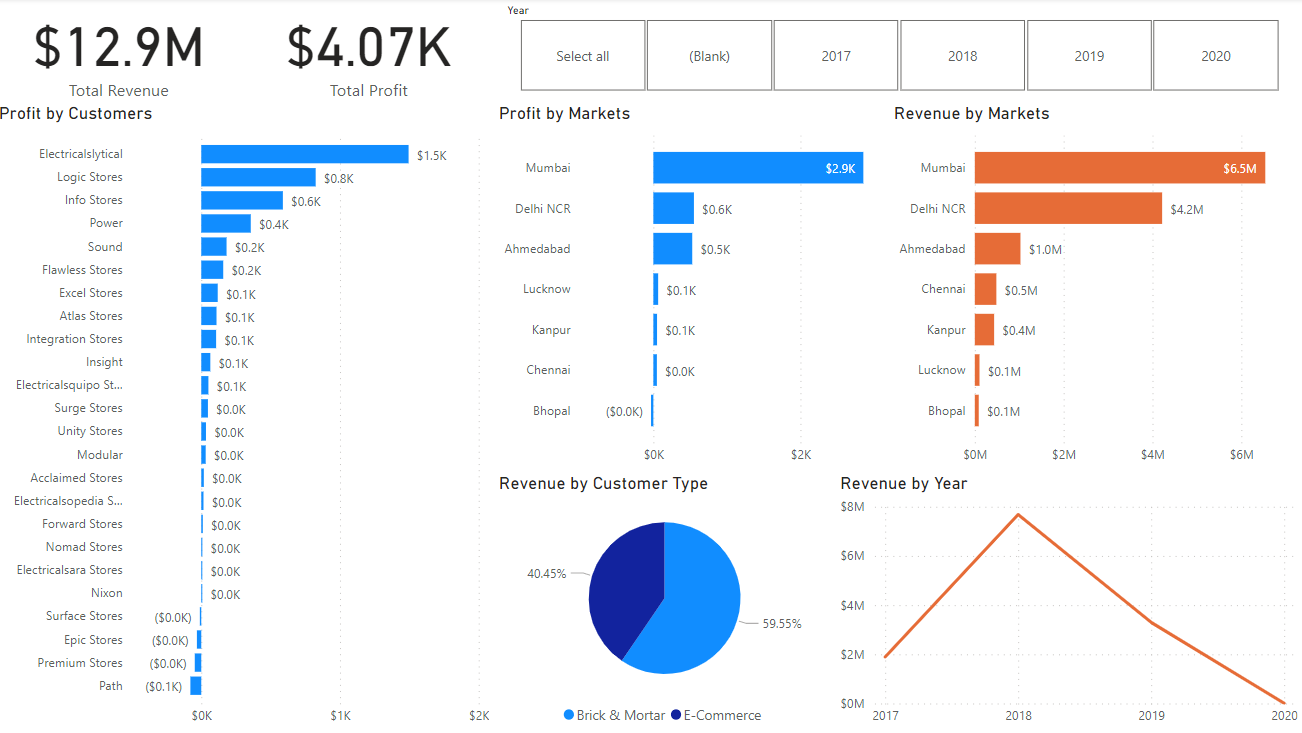 $12.9M
Total Revenue
$4.07K
Total Profit
Year
Select all
(Blank)
2017
2018
2019
2020
Profit by Customers
Electricalslytical $1.5K
Logic Stores $0.8K
Info Stores $0.6K
Power $0.4K
Sound $0.2K
Flawless Stores $0.2K
Excel Stores $0.1K
Atlas Stores $0.1K
Integration Stores $0.1K
Insight $0.1K
Electricalsquipo St... $0.1K
Surge Stores $0.0K
Unity Stores $0.0K
Modular $0.0K
Acclaimed Stores $0.0K
Electricalsopedia S... $0.0K
Forward Stores $0.0K
Nomad Stores $0.0K
Electricalsara Stores $0.0K
Nixon $0.0K
Surface Stores ($0.0K)
Epic Stores ($0.0K)
Premium Stores ($0.0K)
Path ($0.1K)
$0K $1K $2K
Profit by Markets
Mumbai $2.9K
Delhi NCR $0.6K
Ahmedabad $0.5K
Lucknow $0.1K
Kanpur $0.1K
Chennai $0.0K
Bhopal ($0.0K)
$0K $2K
Revenue by Markets
Mumbai $6.5M
Delhi NCR $4.2M
Ahmedabad $1.0M
Chennai $0.5M
Kanpur $0.4M
Lucknow $0.1M
Bhopal $0.1M
$0M $2M $4M $6M
Revenue by Customer Type
40.45%
59.55%
Brick & Mortar E-Commerce
Revenue by Year
$8M
$6M
$4M
$2M
$0M
2017 2018 2019 2020